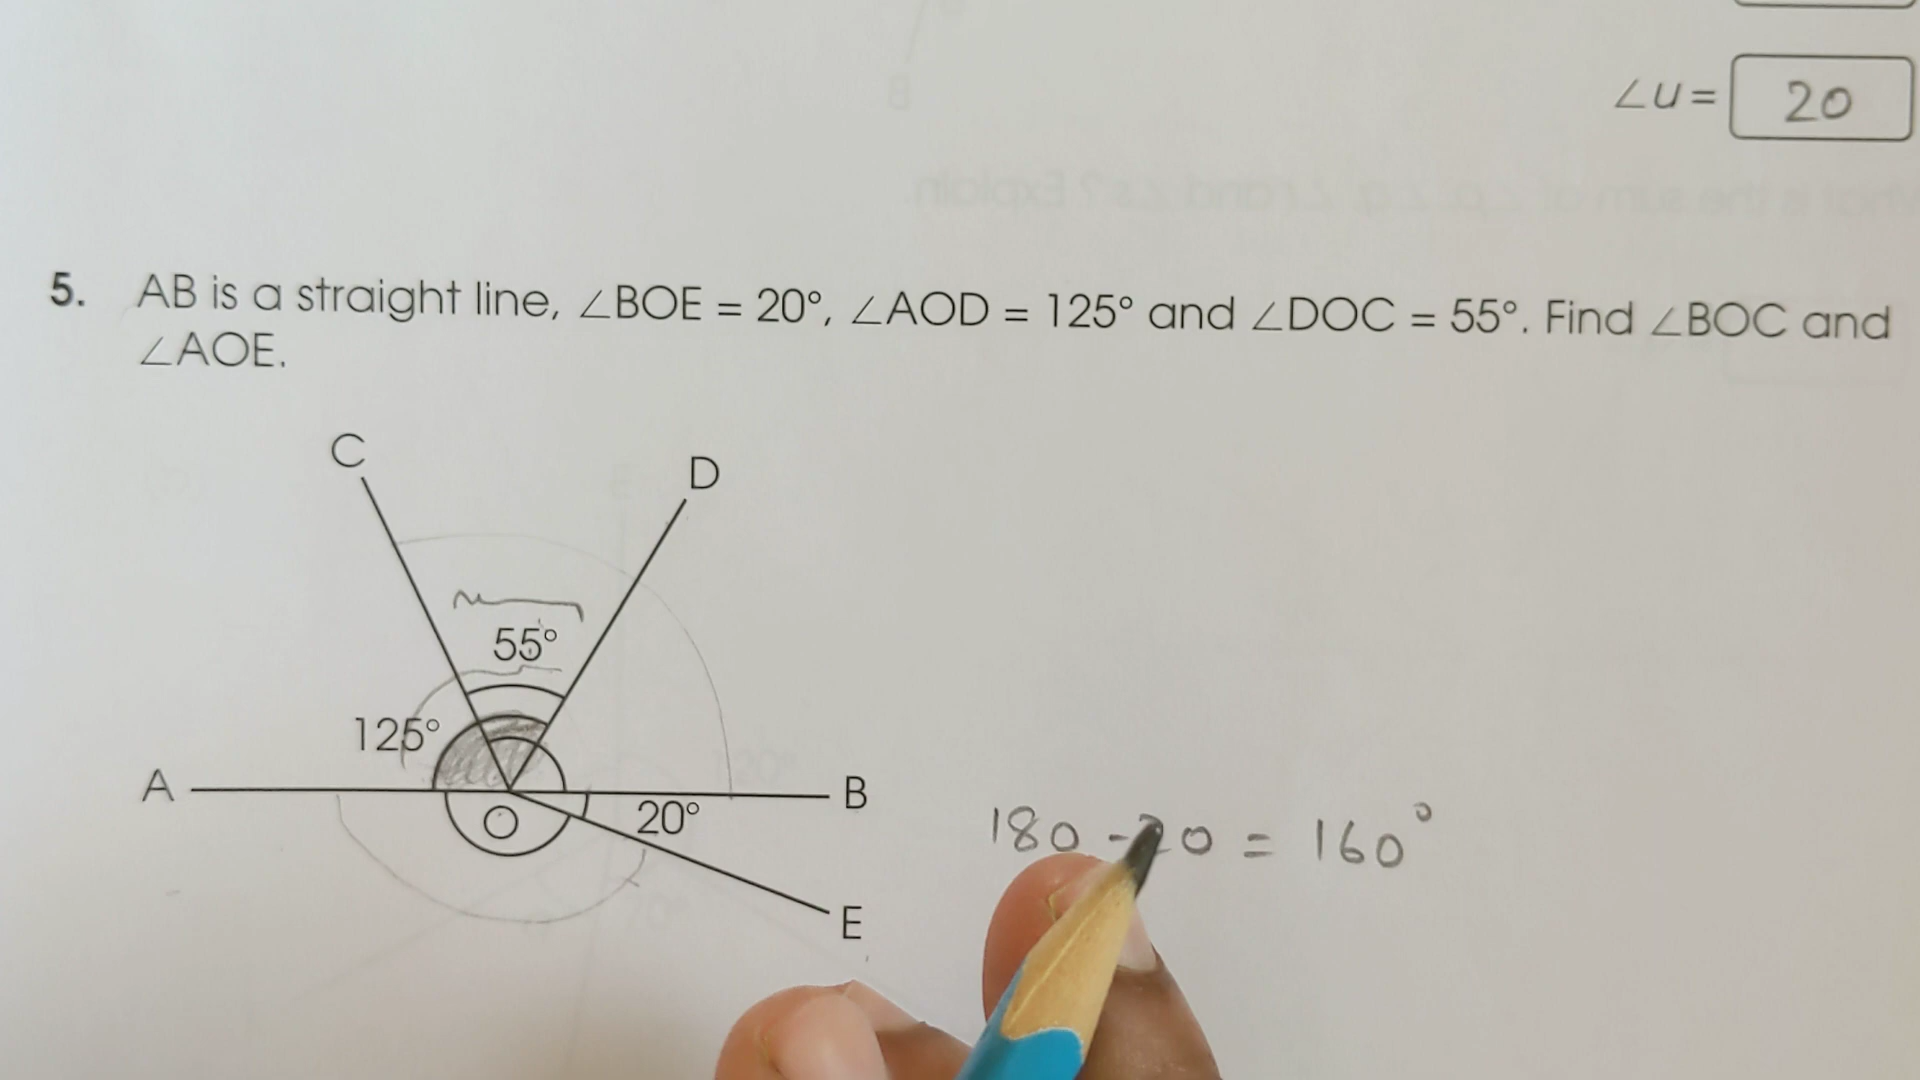 ∠u = 20
5. AB is a straight line, ∠BOE = 20°, ∠AOD = 125° and ∠DOC = 55°. Find ∠BOC and
∠AOE.
C
D
55°
125°
A
B
O
20°
180 - 20 = 160°
E